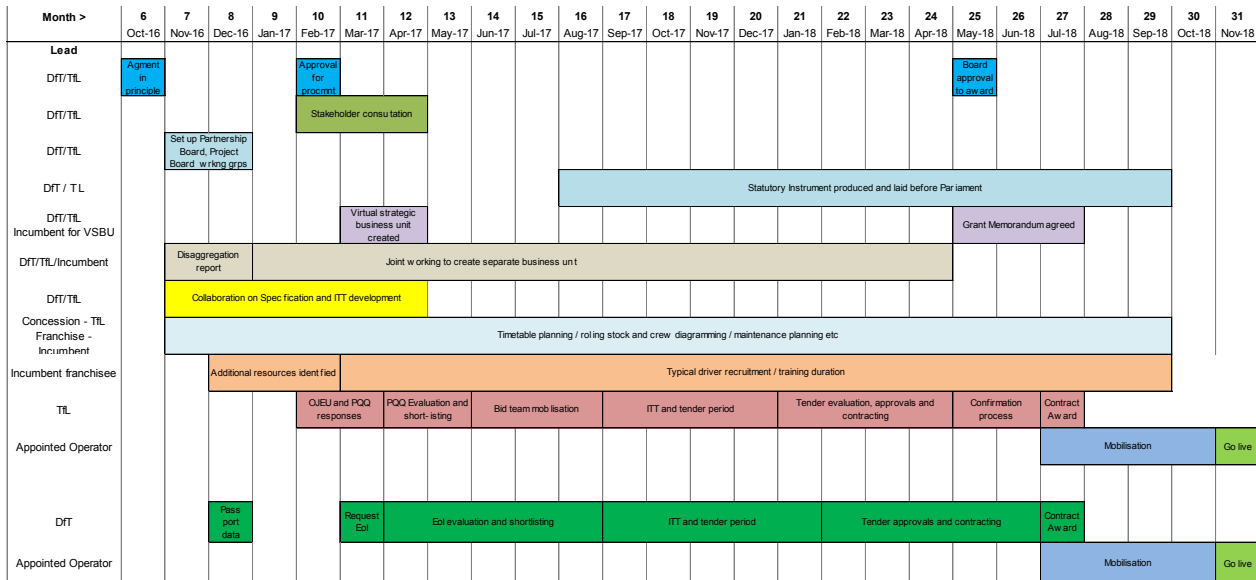 Month > 6 7 8 9 10 11 12 13 14 15 16 17 18 19 20 21 22 23 24 25 26 27 28 29 30 31
Oct-16 Nov-16 Dec-16 Jan-17 Feb-17 Mar-17 Apr-17 May-17 Jun-17 Jul-17 Aug-17 Sep-17 Oct-17 Nov-17 Dec-17 Jan-18 Feb-18 Mar-18 Apr-18 May-18 Jun-18 Jul-18 Aug-18 Sep-18 Oct-18 Nov-18
Lead
DfT/TfL
Agment
in
principle
Approval
for
procmnt
Board
approval
to award
DfT/TfL
Stakeholder consutation
DfT/TfL
Set up Partnership
Board, Project
Board wrkng grps
DfT / T L
Statutory Instrument produced and laid before Par iament
DfT/TfL
Incumbent for VSBU
Virtual strategic
business unit
created
Grant Memorandum agreed
DfT/TfL/Incumbent
Disaggregation
report
Joint working to create separate business un t
DfT/TfL
Collaboration on Spec fication and ITT development
Concession - TfL
Franchise -
Incumbent
Timetable planning / roling stock and crew diagramming / maintenance planning etc
Incumbent franchisee
Additional resources ident fied
Typical driver recruitment / training duration
TfL
OJEU and PQQ
responses
PQQ Evaluation and
short-isting
Bid team mob lisation
ITT and tender period
Tender evaluation, approvals and
contracting
Confirmation
process
Contract
Award
Appointed Operator
Mobilisation
Go live
DfT
Pass
port
data
Request
EoI
EoI evaluation and shortlisting
ITT and tender period
Tender approvals and contracting
Contract
Award
Appointed Operator
Mobilisation
Go live